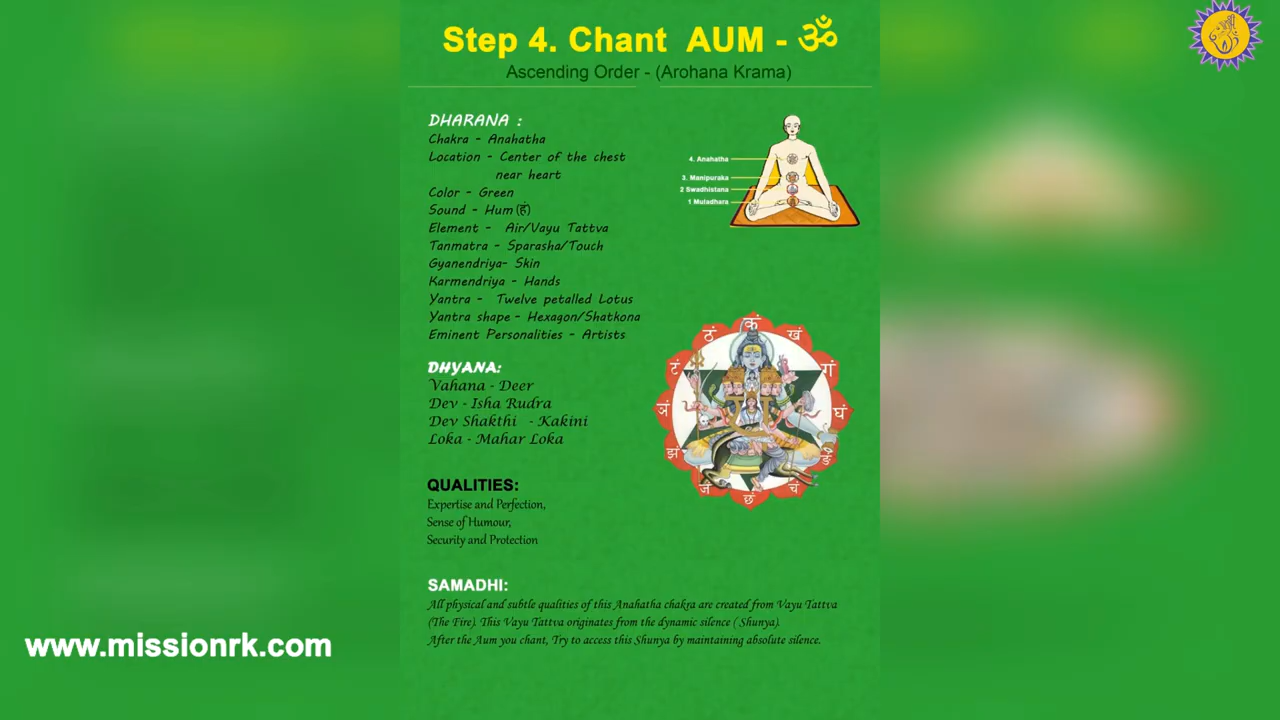 Step 4. Chant AUM - ॐ
Ascending Order - (Arohana Krama)
DHARANA :
Chakra - Anahatha
Location - Center of the chest
near heart
Color - Green
Sound - Hum (हं)
Element - Air/Vayu Tattva
Tanmatra - Sparasha/Touch
Gyanendriya- Skin
Karmendriya - Hands
Yantra - Twelve petalled Lotus
Yantra shape - Hexagon/Shatkona
Eminent Personalities - Artists
4. Anahatha
3. Manipuraka
2 Swadhistana
1 Muladhara
DHYANA:
Vahana - Deer
Dev - Isha Rudra
Dev Shakthi - Kakini
Loka - Mahar Loka
कं
खं
गं
घं
ङं
चं
छं
जं
झं
ञं
टं
ठं
QUALITIES:
Expertise and Perfection,
Sense of Humour,
Security and Protection
SAMADHI:
All physical and subtle qualities of this Anahatha chakra are created from Vayu Tattva
(The Fire). This Vayu Tattva originates from the dynamic silence ( Shunya).
After the Aum you chant, Try to access this Shunya by maintaining absolute silence.
www.missionrk.com